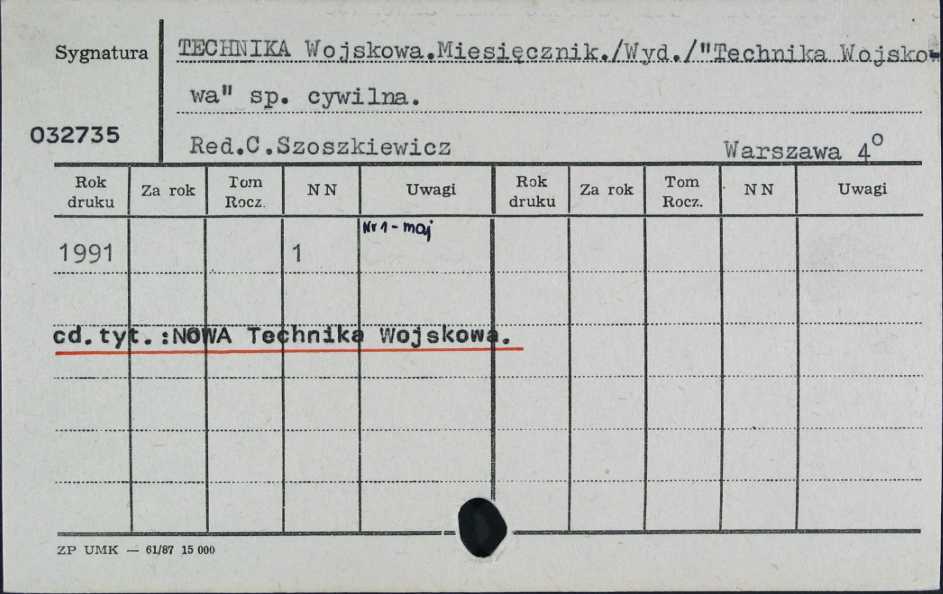 Sygnatura
TECHNIKA Wojskowa.Miesięcznik./Wyd./"Technika Wojsko-
wa" sp. cywilna.
032735
Red.C.Szoszkiewicz Warszawa 4°
Rok druku Za rok Tom Rocz. NN Uwagi Rok druku Za rok Tom Rocz. NN Uwagi
Nr 1 - maj
1991 1
cd.tyt.:NOWA Technika Wojskowa.
ZP UMK — 61/87 15 000